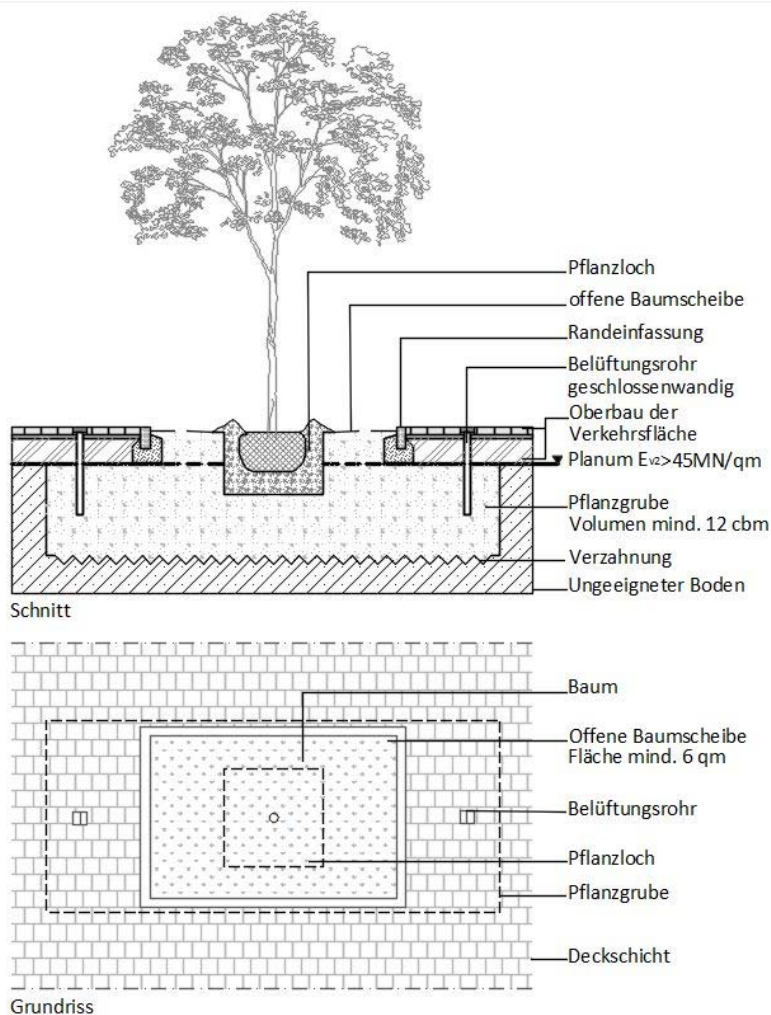 Pflanzloch
offene Baumscheibe
Randeinfassung
Belüftungsrohr
geschlossenwandig
Oberbau der
Verkehrsfläche
Planum Ev2>45MN/qm
Pflanzgrube
Volumen mind. 12 cbm
Verzahnung
Ungeeigneter Boden
Schnitt
Baum
Offene Baumscheibe
Fläche mind. 6 qm
Belüftungsrohr
Pflanzloch
Pflanzgrube
Deckschicht
Grundriss